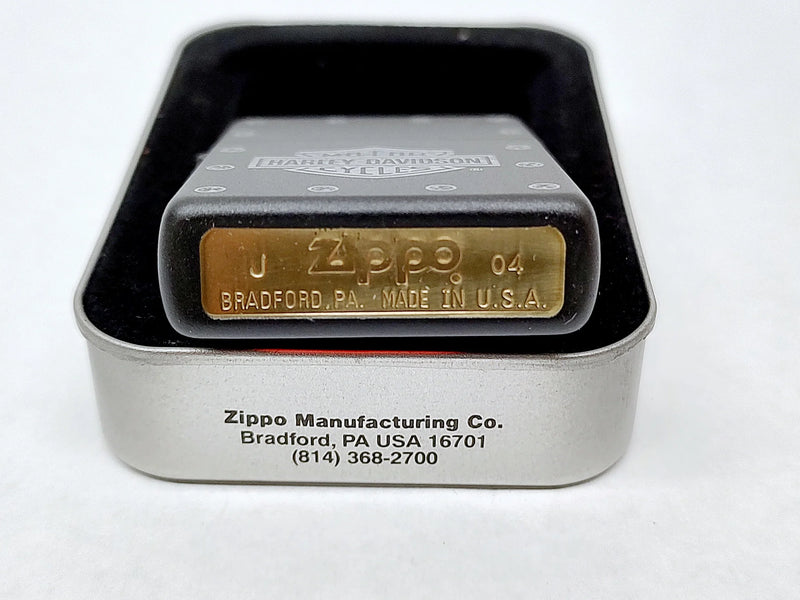 MOTOR
HARLEY-DAVIDSON
CYCLES
®
J Zippo 04
BRADFORD, PA. MADE IN U.S.A.
Zippo Manufacturing Co.
Bradford, PA USA 16701
(814) 368-2700